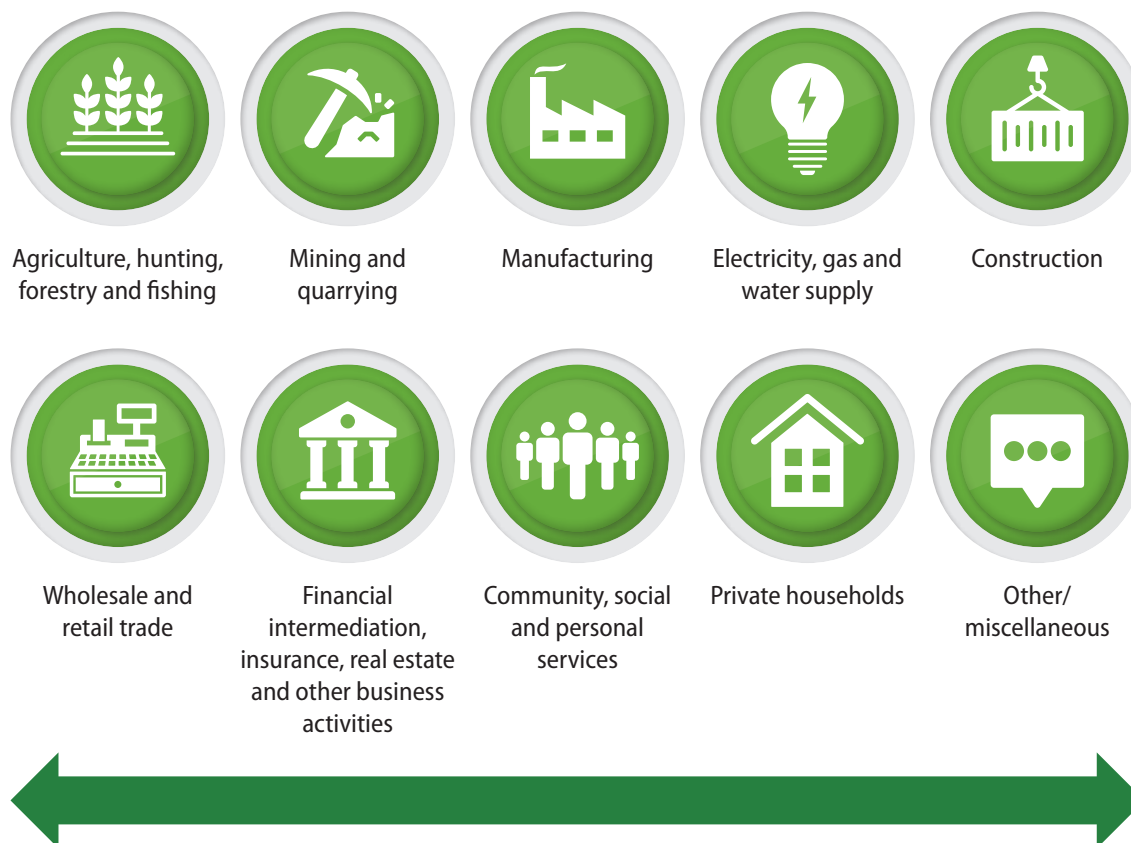 Agriculture, hunting,
forestry and fishing
Mining and
quarrying
Manufacturing
Electricity, gas and
water supply
Construction
Wholesale and
retail trade
Financial
intermediation,
insurance, real estate
and other business
activities
Community, social
and personal
services
Private households
Other/
miscellaneous